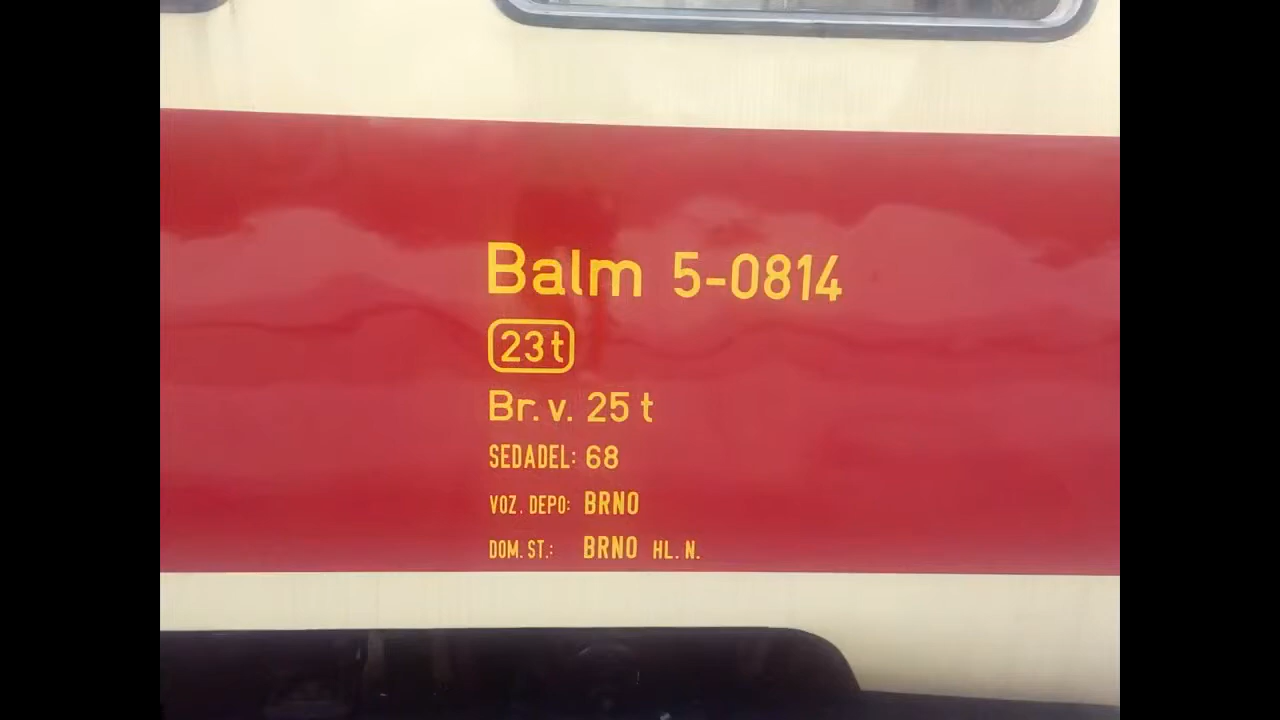 Balm 5-0814
23t
Br. v. 25 t
SEDADEL: 68
VOZ. DEPO: BRNO
DOM. ST.: BRNO HL. N.